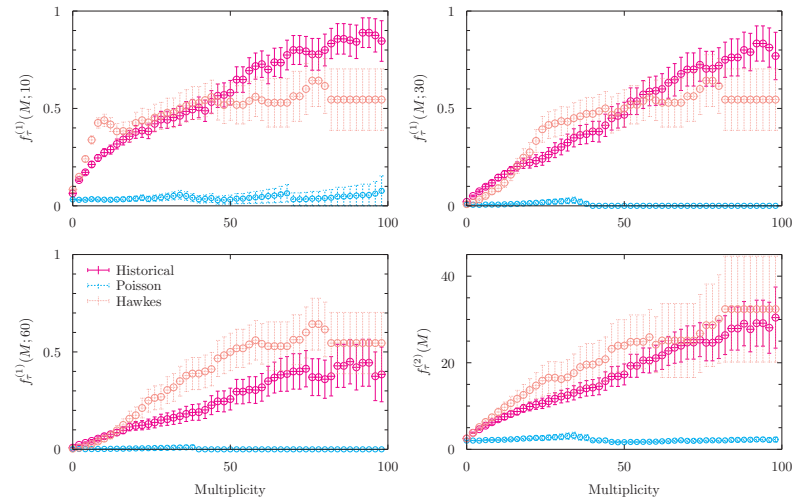 1
0.5
0
0
50
100
f_τ^(1)(M; 10)
1
0.5
0
0
50
100
f_τ^(1)(M; 30)
1
0.5
0
0
50
100
f_τ^(1)(M; 60)
Historical
Poisson
Hawkes
Multiplicity
40
30
20
10
0
0
50
100
f_τ^(2)(M)
Multiplicity